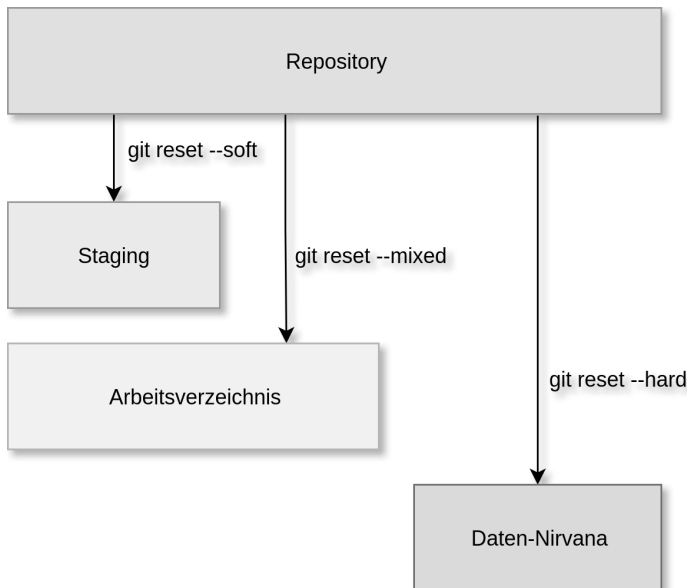 Repository
git reset --soft
Staging
git reset --mixed
git reset --hard
Arbeitsverzeichnis
Daten-Nirvana